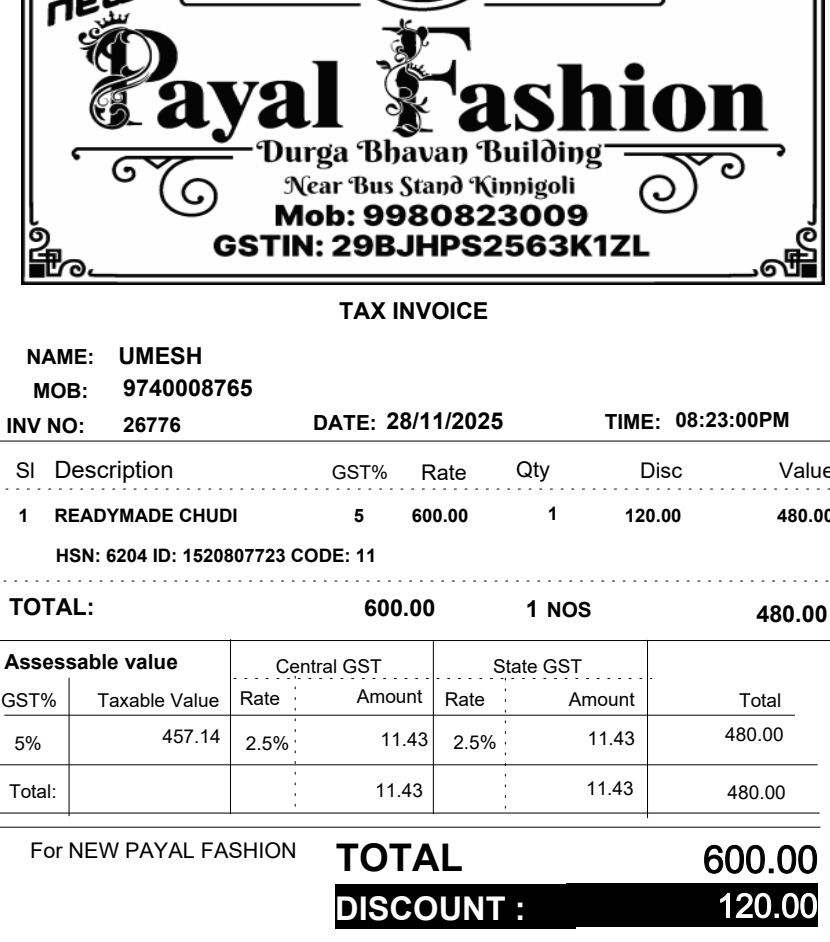 new
Payal Fashion
Durga Bhavan Building
Near Bus Stand Kinnigoli
Mob: 9980823009
GSTIN: 29BJHPS2563K1ZL
TAX INVOICE
NAME: UMESH
MOB: 9740008765
INV NO: 26776 DATE: 28/11/2025 TIME: 08:23:00PM
Sl Description GST% Rate Qty Disc Value
1 READYMADE CHUDI 5 600.00 1 120.00 480.00
HSN: 6204 ID: 1520807723 CODE: 11
TOTAL: 600.00 1 NOS 480.00
Assessable value Central GST State GST
GST% Taxable Value Rate Amount Rate Amount Total
5% 457.14 2.5% 11.43 2.5% 11.43 480.00
Total: 11.43 11.43 480.00
For NEW PAYAL FASHION TOTAL 600.00
DISCOUNT : 120.00